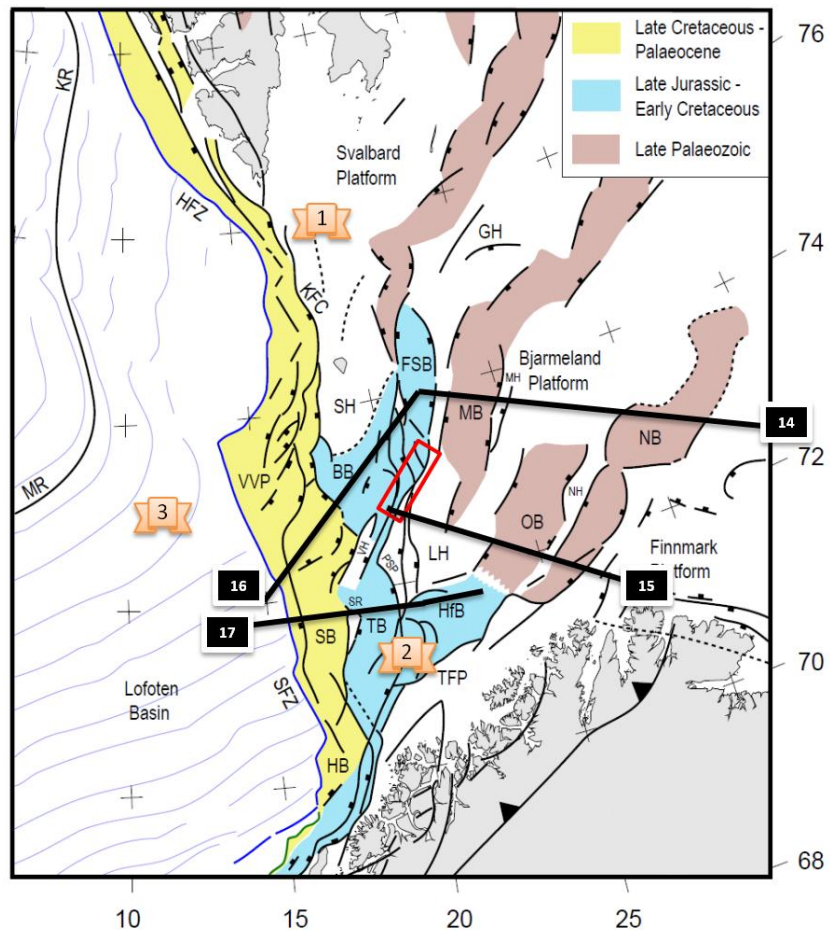 Late Cretaceous -
Palaeocene
Late Jurassic -
Early Cretaceous
Late Palaeozoic
76
74
72
70
68
10
15
20
25
KR
HFZ
Svalbard
Platform
1
GH
KFC
FSB
Bjarmeland
Platform
MH
SH
MB
14
NB
BB
MR
VVP
3
NH
OB
VH
LH
PSP
Finnmark
Platform
16
15
SR
HfB
17
TB
SB
2
TFP
Lofoten
Basin
SFZ
HB